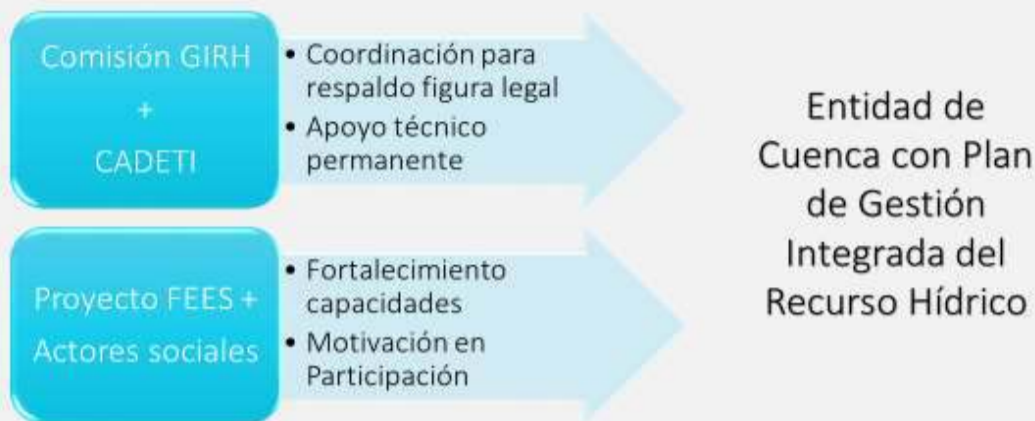 Comisión GIRH
+
CADETI
• Coordinación para
respaldo figura legal
• Apoyo técnico
permanente
Proyecto FEES +
Actores sociales
• Fortalecimiento
capacidades
• Motivación en
Participación
Entidad de
Cuenca con Plan
de Gestión
Integrada del
Recurso Hídrico